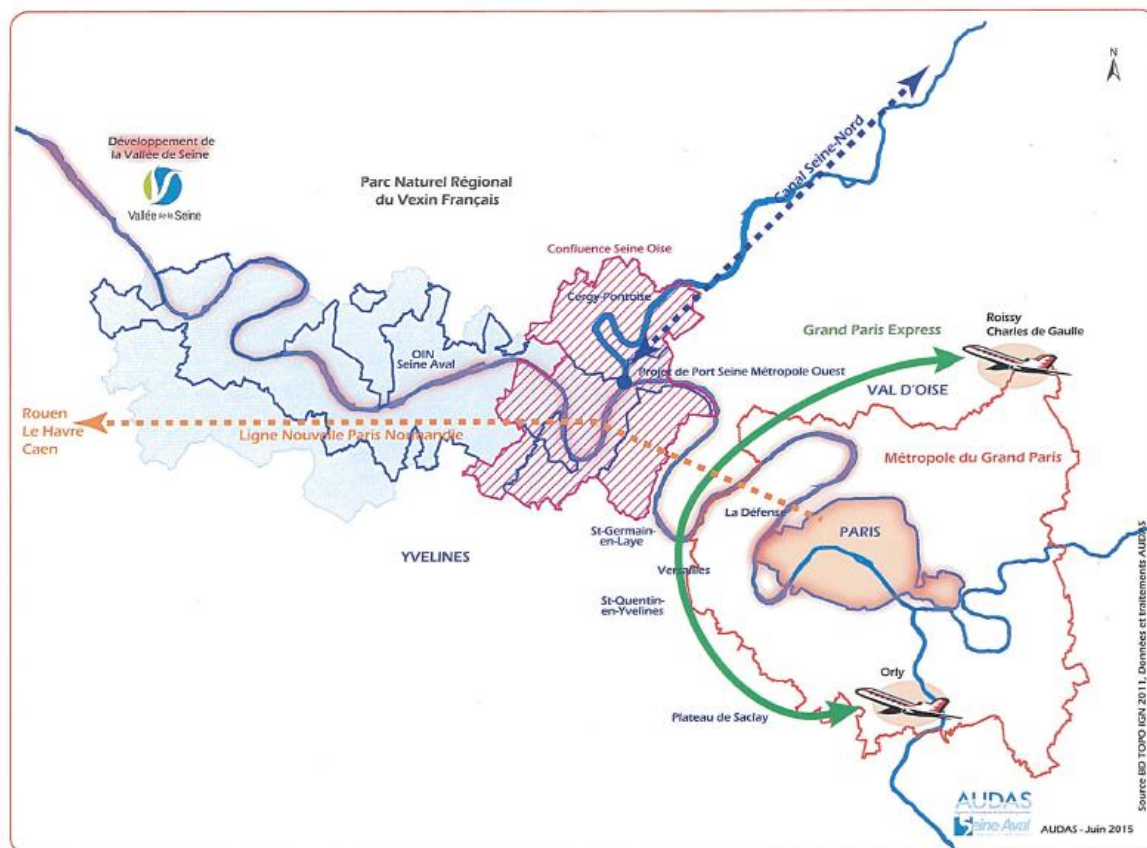 N
Développement de
la Vallée de Seine
Vallée de la Seine
Parc Naturel Régional
du Vexin Français
Canal Seine-Nord
Confluence Seine Oise
Cergy-Pontoise
OIN
Seine Aval
Projet de Port Seine Métropole Ouest
Grand Paris Express
Roissy
Charles de Gaulle
VAL D'OISE
Rouen
Le Havre
Caen
Ligne Nouvelle Paris Normandie
Métropole du Grand Paris
La Défense
PARIS
St-Germain-
en-Laye
YVELINES
Versailles
St-Quentin-
en-Yvelines
Orly
Plateau de Saclay
AUDAS
Seine Aval
AUDAS - Juin 2015
Source BD TOPO IGN 2011, Données et traitements AUDAS